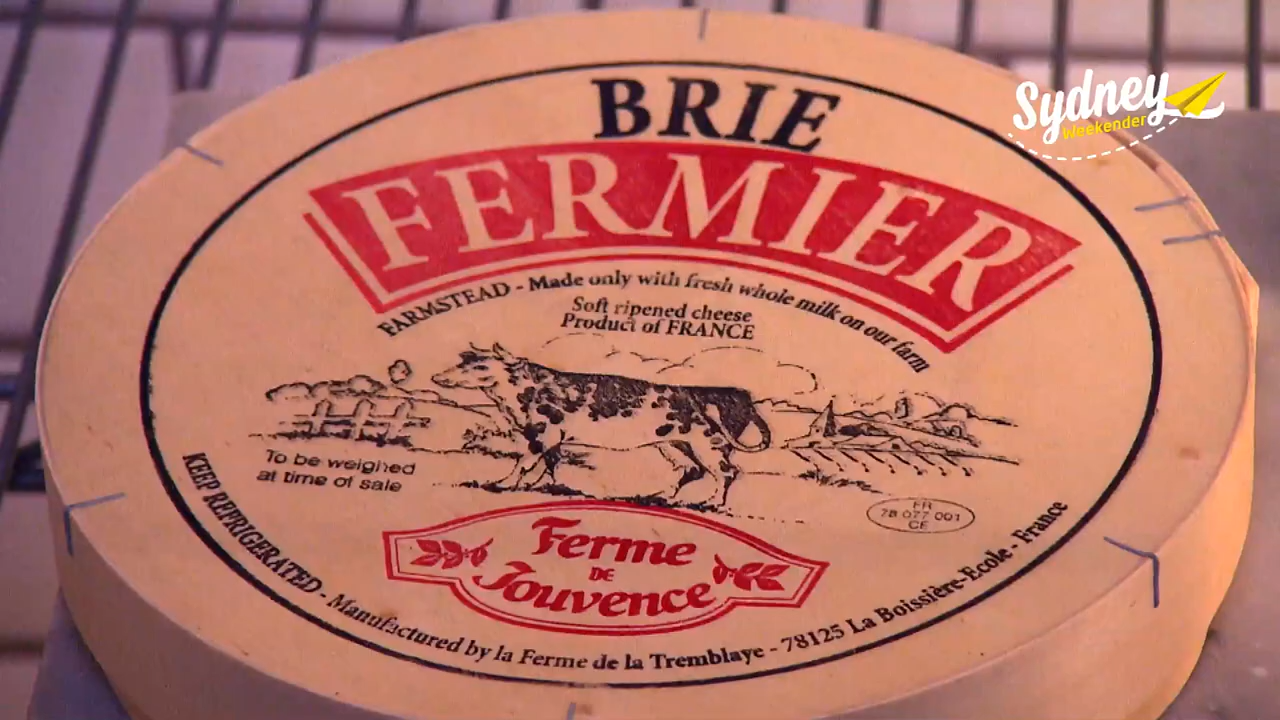 Sydney
Weekender
BRIE
FERMIER
FARMSTEAD - Made only with fresh whole milk on our farm
Soft ripened cheese
Product of FRANCE
To be weighed
at time of sale
FR
78 077 001
CE
Ferme
DE
Jouvence
KEEP REFRIGERATED - Manufactured by la Ferme de la Tremblaye - 78125 La Boissière-Ecole - France